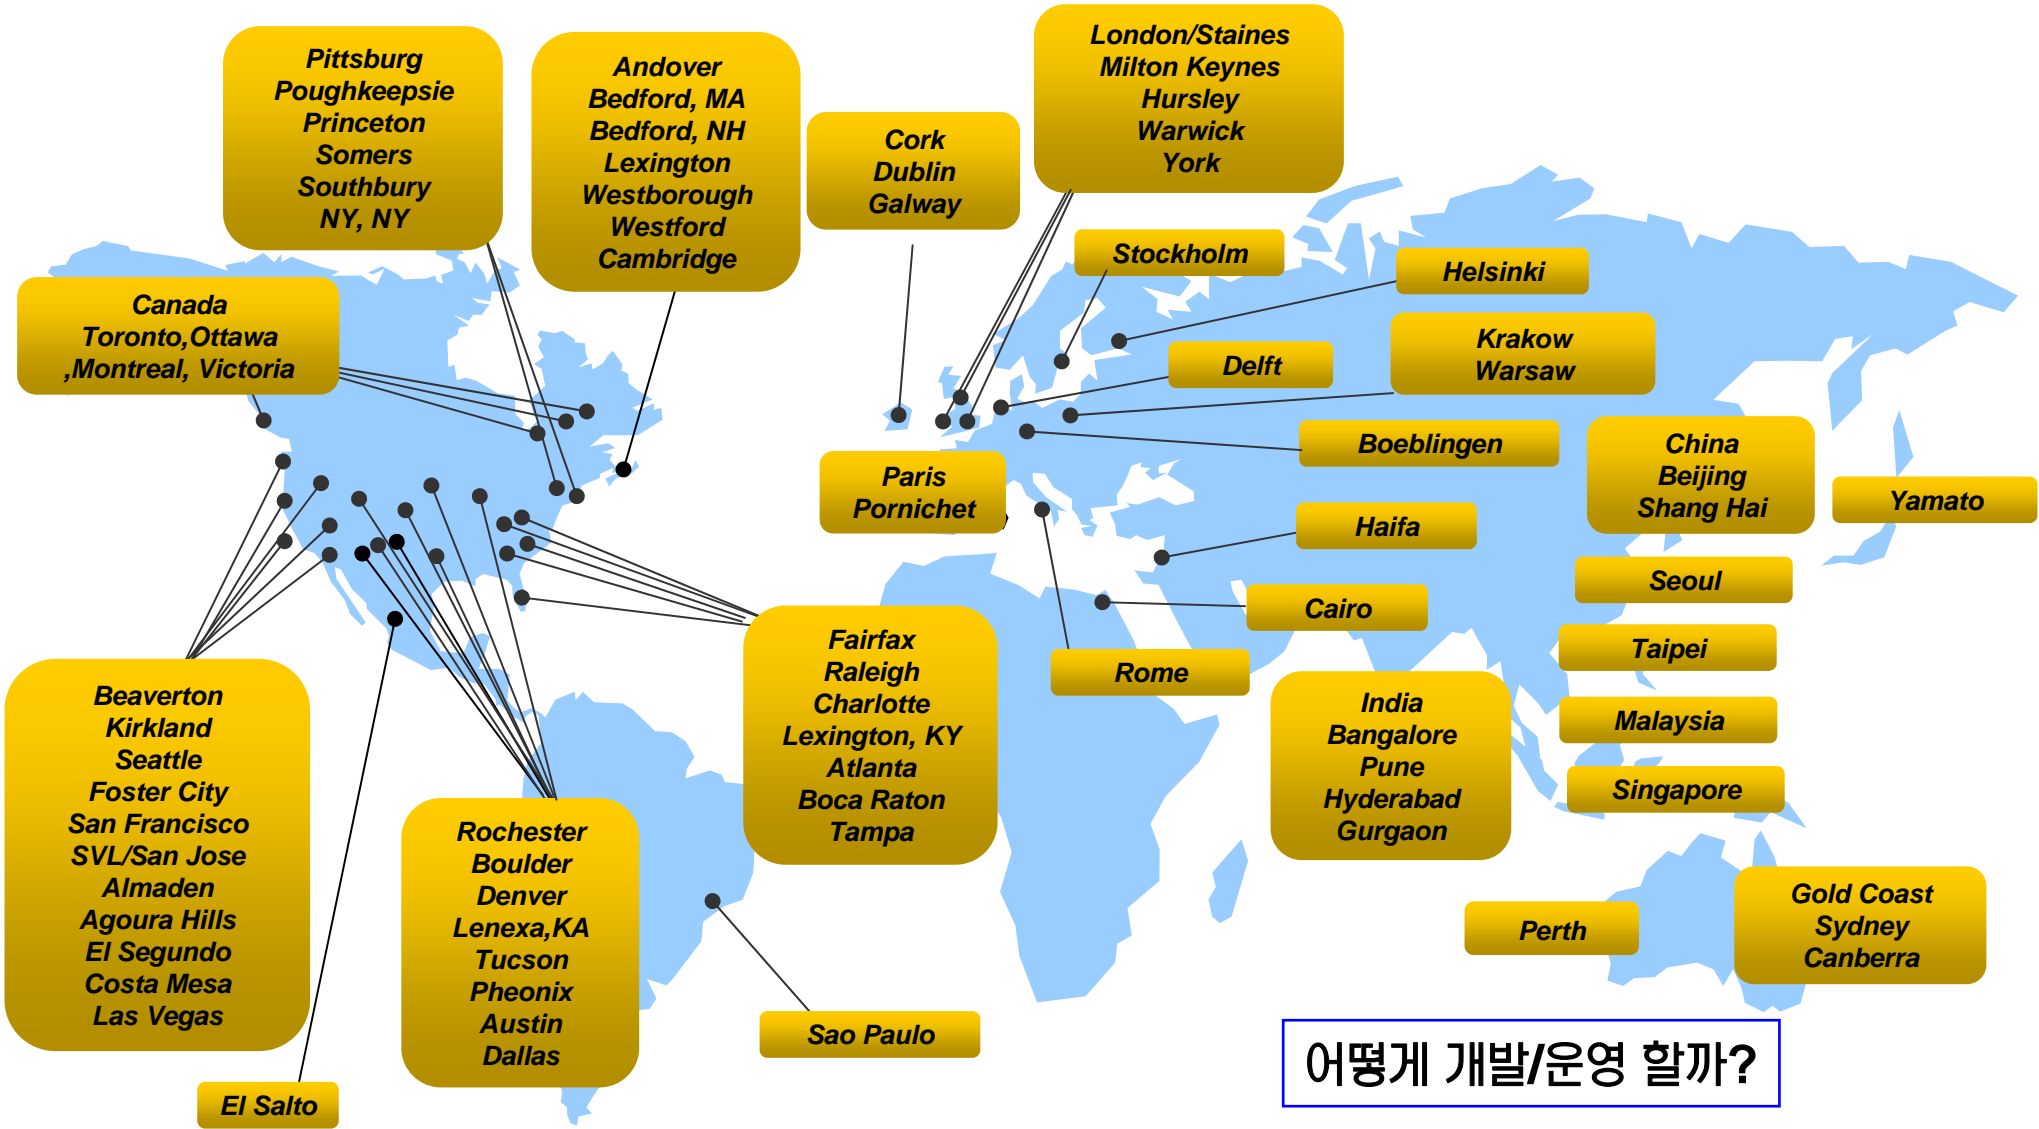 Pittsburg
Poughkeepsie
Princeton
Somers
Southbury
NY, NY
Andover
Bedford, MA
Bedford, NH
Lexington
Westborough
Westford
Cambridge
Cork
Dublin
Galway
London/Staines
Milton Keynes
Hursley
Warwick
York
Stockholm
Helsinki
Canada
Toronto,Ottawa
,Montreal, Victoria
Krakow
Warsaw
Delft
Boeblingen
China
Beijing
Shang Hai
Yamato
Paris
Pornichet
Haifa
Seoul
Cairo
Taipei
Rome
Fairfax
Raleigh
Charlotte
Lexington, KY
Atlanta
Boca Raton
Tampa
India
Bangalore
Pune
Hyderabad
Gurgaon
Malaysia
Singapore
Beaverton
Kirkland
Seattle
Foster City
San Francisco
SVL/San Jose
Almaden
Agoura Hills
El Segundo
Costa Mesa
Las Vegas
Rochester
Boulder
Denver
Lenexa,KA
Tucson
Pheonix
Austin
Dallas
Perth
Gold Coast
Sydney
Canberra
Sao Paulo
El Salto
어떻게 개발/운영 할까?